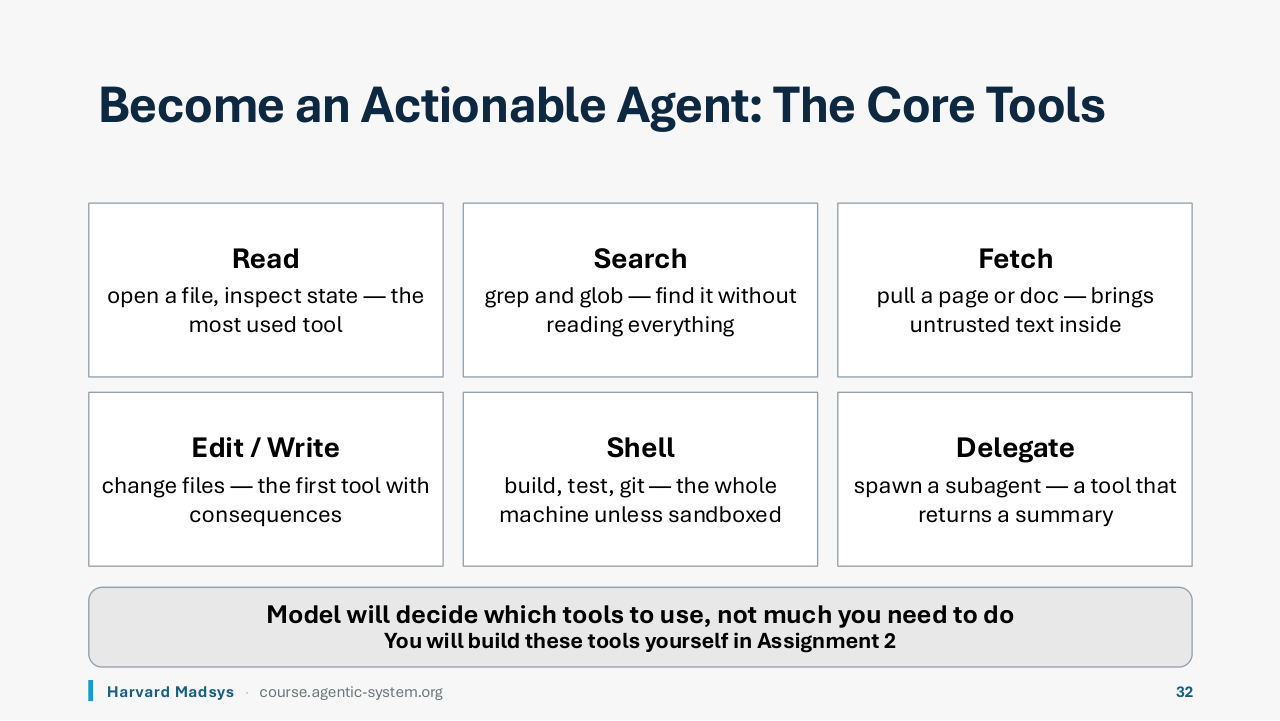 Become an Actionable Agent: The Core Tools
Read
open a file, inspect state — the
most used tool
Search
grep and glob — find it without
reading everything
Fetch
pull a page or doc — brings
untrusted text inside
Edit / Write
change files — the first tool with
consequences
Shell
build, test, git — the whole
machine unless sandboxed
Delegate
spawn a subagent — a tool that
returns a summary
Model will decide which tools to use, not much you need to do
You will build these tools yourself in Assignment 2
Harvard Madsys · course.agentic-system.org
32